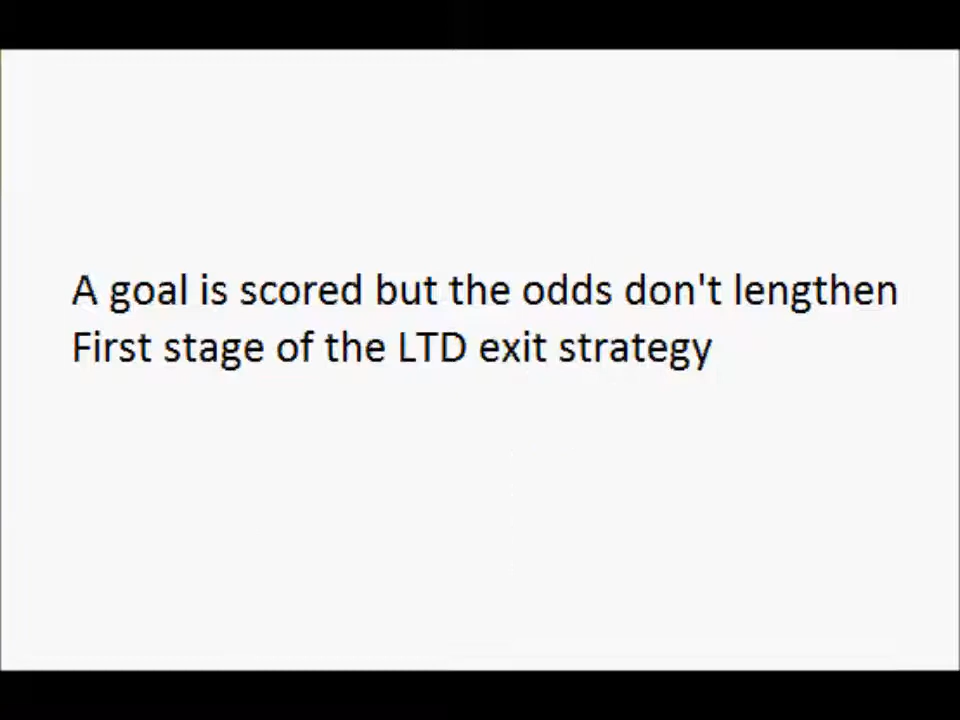 A goal is scored but the odds don't lengthen
First stage of the LTD exit strategy